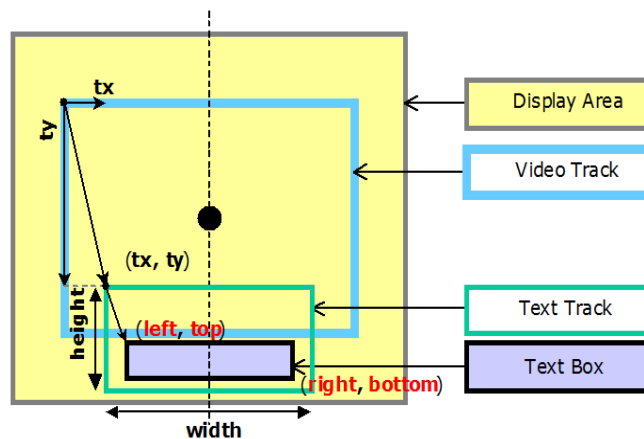 tx
Display Area
ty
Video Track
(tx, ty)
height
Text Track
(left, top)
Text Box
(right, bottom)
width